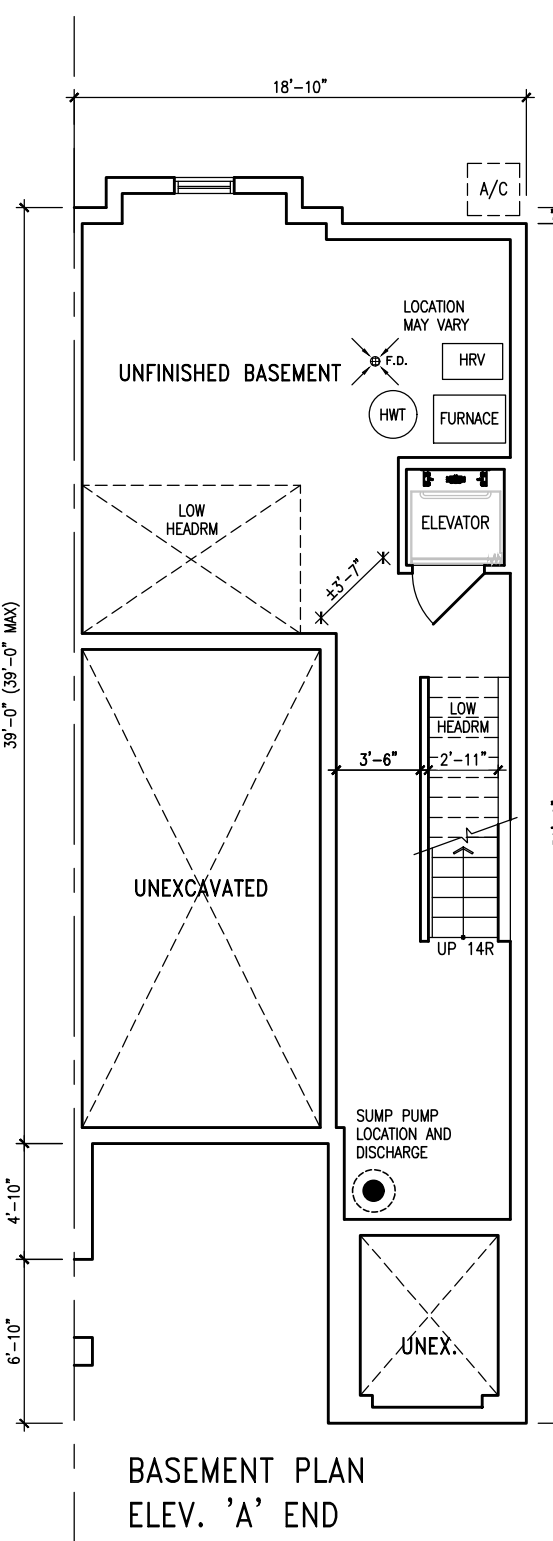 18'-10"
A/C
LOCATION
MAY VARY
F.D.
HRV
UNFINISHED BASEMENT
HWT
FURNACE
LOW
HEADRM
ELEVATOR
±3'-7"
39'-0" (39'-0" MAX)
LOW
HEADRM
3'-6"
2'-11"
UNEXCAVATED
UP 14R
SUMP PUMP
LOCATION AND
DISCHARGE
4'-10"
6'-10"
UNEX.
BASEMENT PLAN
ELEV. 'A' END